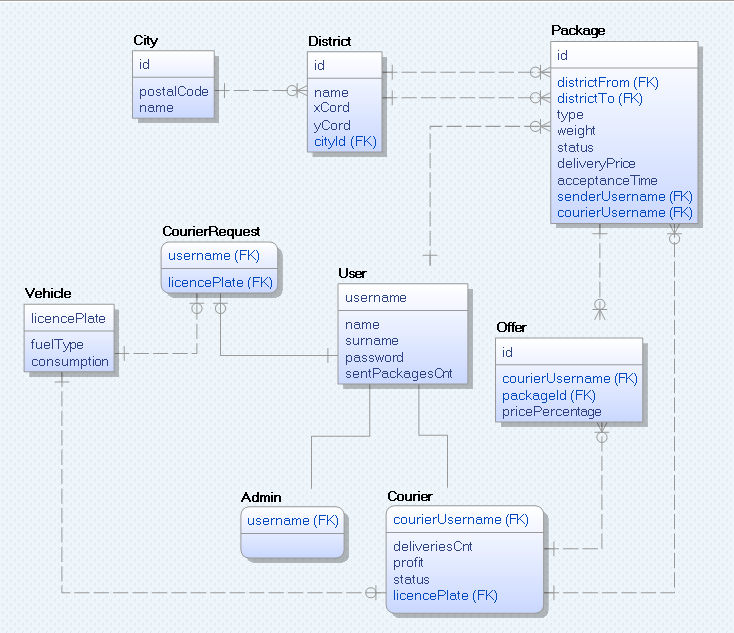 City
id
postalCode
name
District
id
name
xCord
yCord
cityId (FK)
Package
id
districtFrom (FK)
districtTo (FK)
type
weight
status
deliveryPrice
acceptanceTime
senderUsername (FK)
courierUsername (FK)
CourierRequest
username (FK)
licencePlate (FK)
Vehicle
licencePlate
fuelType
consumption
User
username
name
surname
password
sentPackagesCnt
Offer
id
courierUsername (FK)
packageId (FK)
pricePercentage
Admin
username (FK)
Courier
courierUsername (FK)
deliveriesCnt
profit
status
licencePlate (FK)